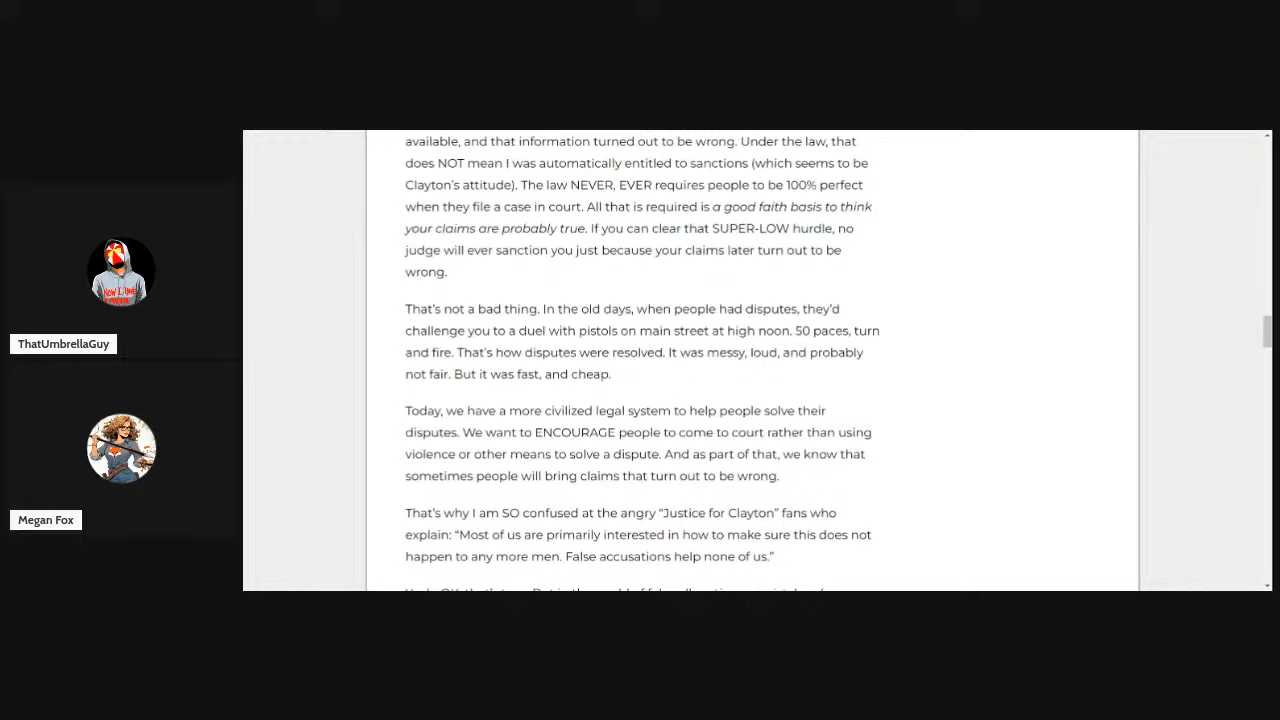 available, and that information turned out to be wrong. Under the law, that
does NOT mean I was automatically entitled to sanctions (which seems to be
Clayton's attitude). The law NEVER, EVER requires people to be 100% perfect
when they file a case in court. All that is required is a good faith basis to think
your claims are probably true. If you can clear that SUPER-LOW hurdle, no
judge will ever sanction you just because your claims later turn out to be
wrong.
That's not a bad thing. In the old days, when people had disputes, they'd
challenge you to a duel with pistols on main street at high noon. 50 paces, turn
and fire. That's how disputes were resolved. It was messy, loud, and probably
not fair. But it was fast, and cheap.
Today, we have a more civilized legal system to help people solve their
disputes. We want to ENCOURAGE people to come to court rather than using
violence or other means to solve a dispute. And as part of that, we know that
sometimes people will bring claims that turn out to be wrong.
That's why I am SO confused at the angry “Justice for Clayton” fans who
explain: “Most of us are primarily interested in how to make sure this does not
happen to any more men. False accusations help none of us.”
ThatUmbrellaGuy
Megan Fox